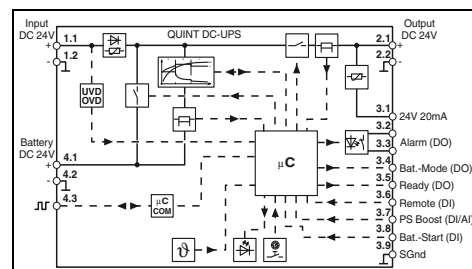 Input
DC 24V
1.1
+
1.2
-
QUINT DC-UPS
Output
DC 24V
2.1
+
2.2
-
UVD
OVD
3.1
24V 20mA
3.2
3.3
Alarm (DO)
Battery
DC 24V
4.1
+
4.2
-
4.3
µC
COM
µC
3.4
Bat.-Mode (DO)
3.5
Ready (DO)
3.6
Remote (DI)
3.7
PS Boost (DI/AI)
3.8
Bat.-Start (DI)
3.9
SGnd
ϑ